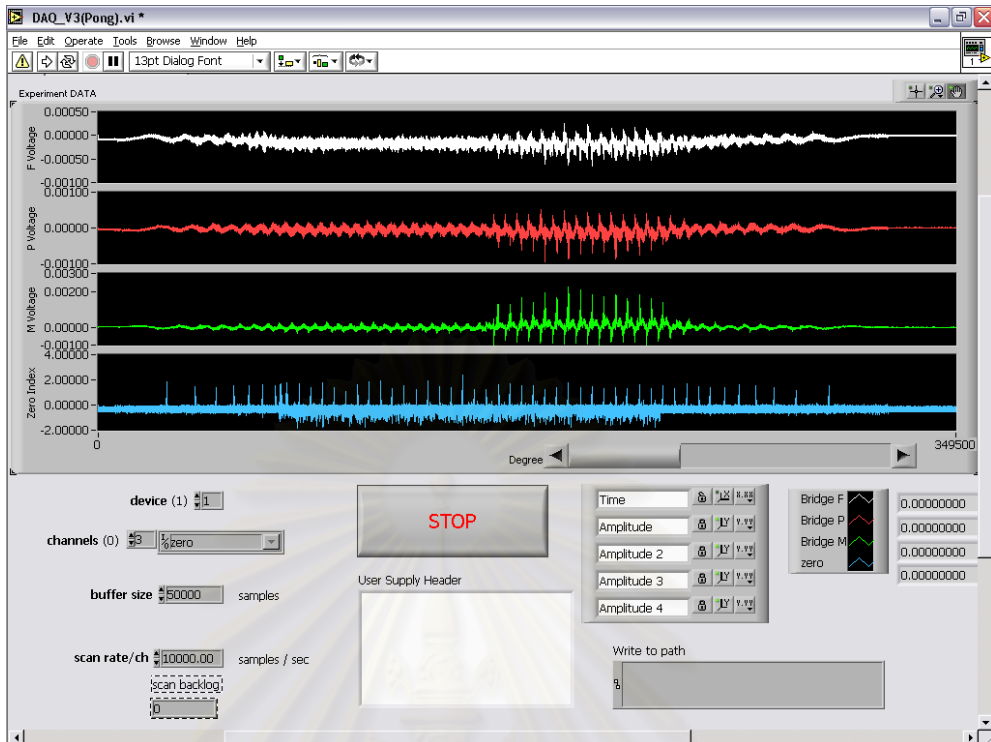 DAQ_V3(Pong).vi *
File Edit Operate Tools Browse Window Help
13pt Dialog Font
1
Experiment DATA
F Voltage
0.00050
0.00000
-0.00050
-0.00100
P Voltage
0.00100
0.00000
-0.00100
M Voltage
0.00300
0.00200
0.00000
-0.00100
Zero Index
4.00000
2.00000
0.00000
-2.00000
0
349500
Degree
device (1) 1
channels (0) 3 zero
buffer size 50000 samples
scan rate/ch 10000.00 samples / sec
scan backlog
0
STOP
User Supply Header
Time
Amplitude
Amplitude 2
Amplitude 3
Amplitude 4
Bridge F 0.00000000
Bridge P 0.00000000
Bridge M 0.00000000
zero 0.00000000
Write to path